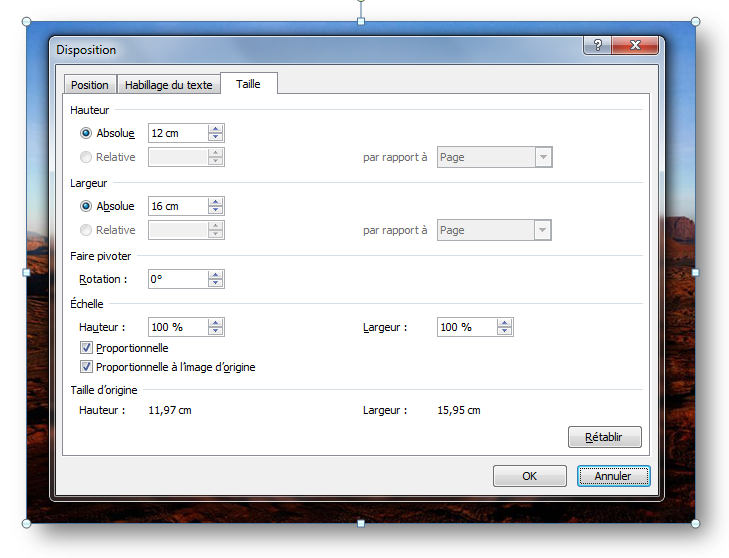 Disposition
Position Habillage du texte Taille
Hauteur
Absolue 12 cm
Relative par rapport à Page
Largeur
Absolue 16 cm
Relative par rapport à Page
Faire pivoter
Rotation : 0°
Échelle
Hauteur : 100 % Largeur : 100 %
Proportionnelle
Proportionnelle à l'image d'origine
Taille d'origine
Hauteur : 11,97 cm Largeur : 15,95 cm
Rétablir
OK Annuler